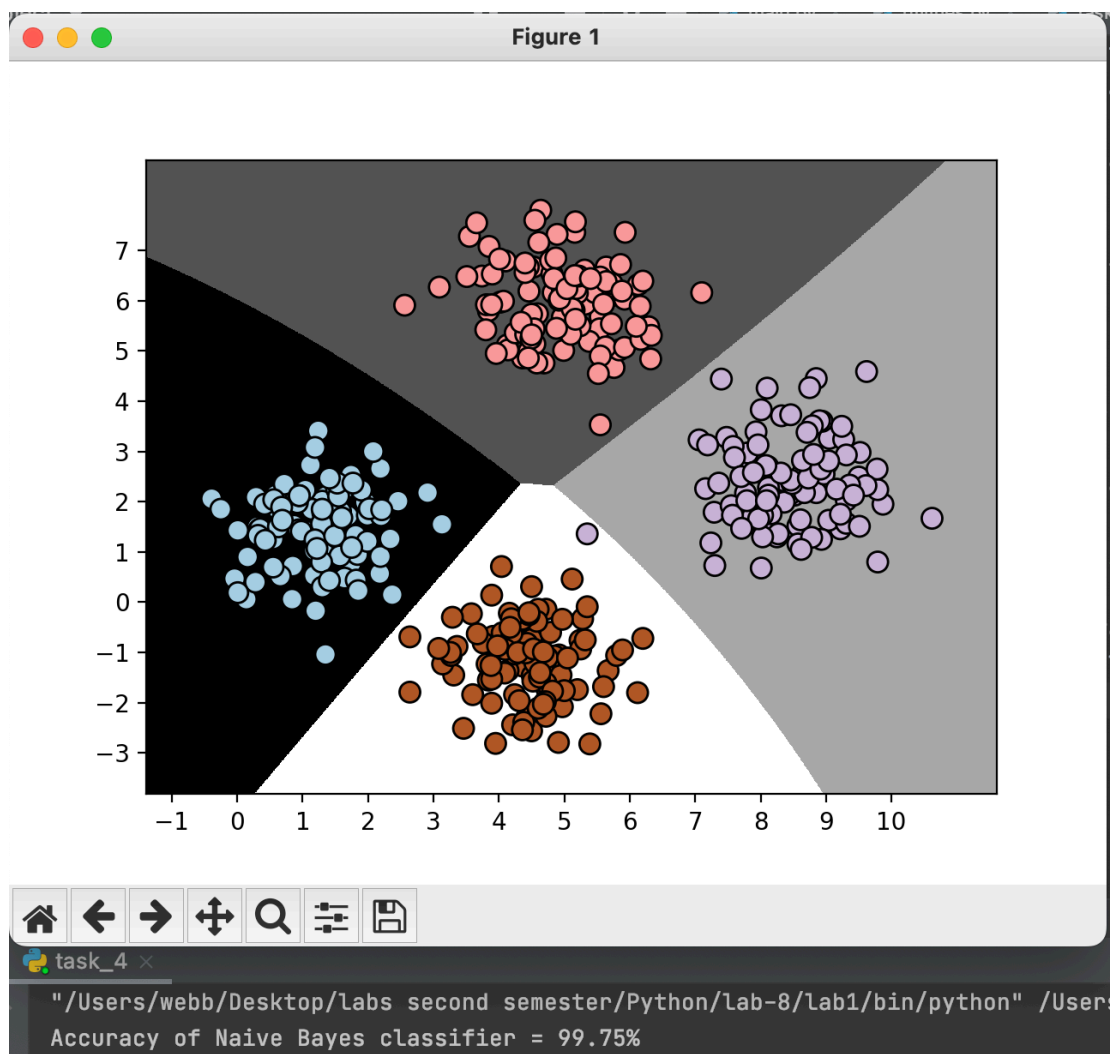 Figure 1
7
6
5
4
3
2
1
0
−1
−2
−3
−1 0 1 2 3 4 5 6 7 8 9 10
task_4
"/Users/webb/Desktop/labs second semester/Python/lab-8/lab1/bin/python" /User
Accuracy of Naive Bayes classifier = 99.75%